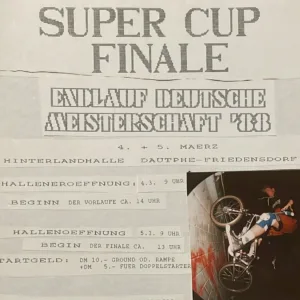 SUPER CUP
FINALE
ENDLAUF DEUTSCHE
MEISTERSCHAFT '88
4. + 5. MAERZ
HINTERLANDHALLE DAUTPHE-FRIEDENSDORF
HALLENEROEFFNUNG: 4.3. 9 UHR
BEGINN DER VORLAUFE CA. 14 UHR
HALLENOEFNUNG 5.3. 9 UHR
BEGIN DER FINALE CA. 13 UHR
STARTGELD: DM 10.- GROUND OD. RAMPE
+DM 5.- FUER DOPPELSTARTER